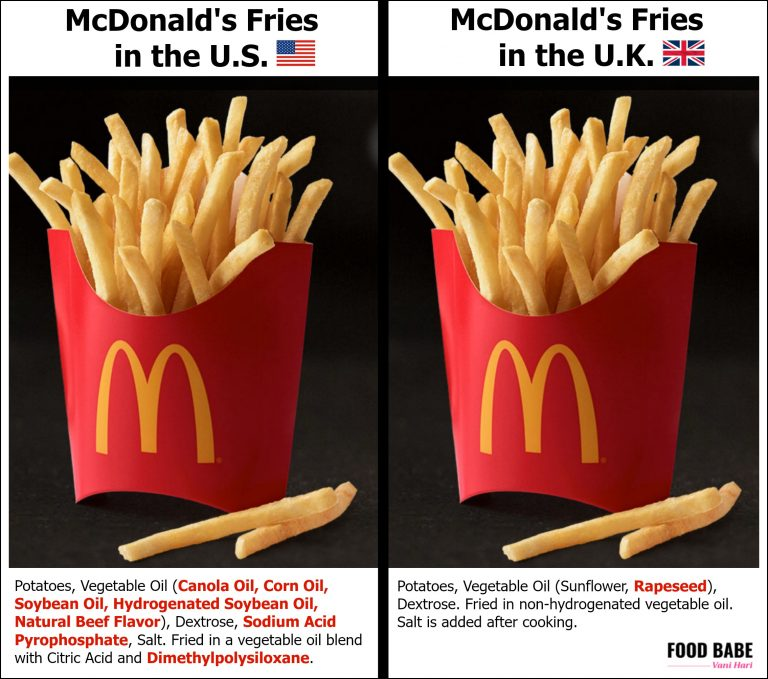 McDonald's Fries
in the U.S.
McDonald's Fries
in the U.K.
Potatoes, Vegetable Oil (Canola Oil, Corn Oil,
Soybean Oil, Hydrogenated Soybean Oil,
Natural Beef Flavor), Dextrose, Sodium Acid
Pyrophosphate, Salt. Fried in a vegetable oil blend
with Citric Acid and Dimethylpolysiloxane.
Potatoes, Vegetable Oil (Sunflower, Rapeseed),
Dextrose. Fried in non-hydrogenated vegetable oil.
Salt is added after cooking.
FOOD BABE
Vani Hari